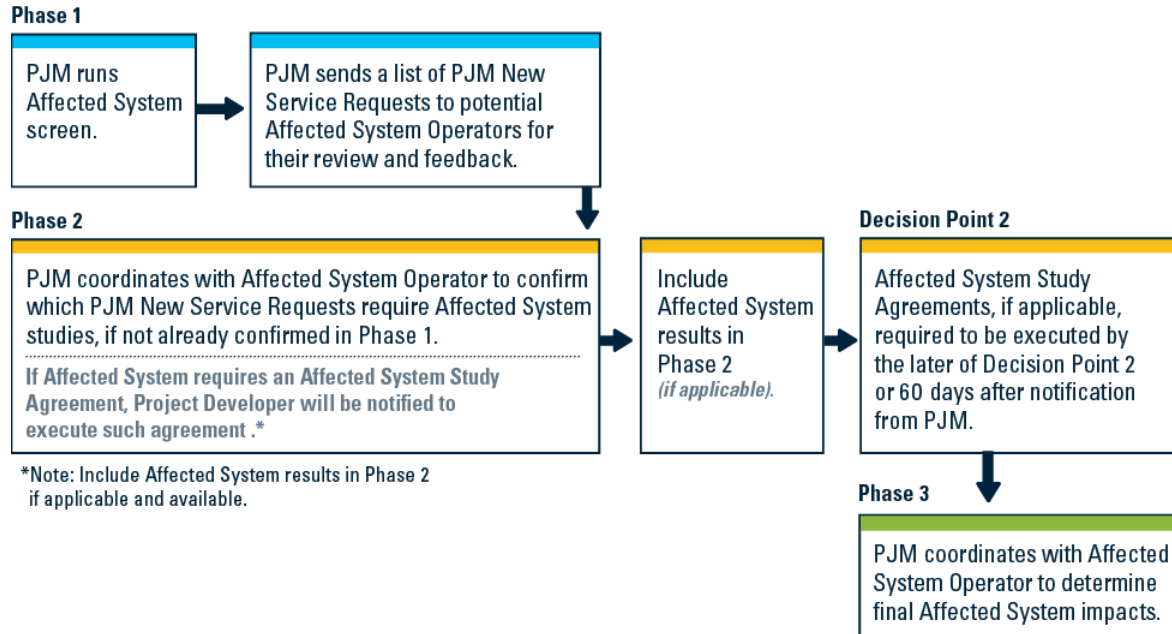 Phase 1
PJM runs
Affected System
screen.
PJM sends a list of PJM New
Service Requests to potential
Affected System Operators for
their review and feedback.
Phase 2
PJM coordinates with Affected System Operator to confirm
which PJM New Service Requests require Affected System
studies, if not already confirmed in Phase 1.
If Affected System requires an Affected System Study
Agreement, Project Developer will be notified to
execute such agreement .*
*Note: Include Affected System results in Phase 2
if applicable and available.
Include
Affected System
results in
Phase 2
(if applicable).
Decision Point 2
Affected System Study
Agreements, if applicable,
required to be executed by
the later of Decision Point 2
or 60 days after notification
from PJM.
Phase 3
PJM coordinates with Affected
System Operator to determine
final Affected System impacts.